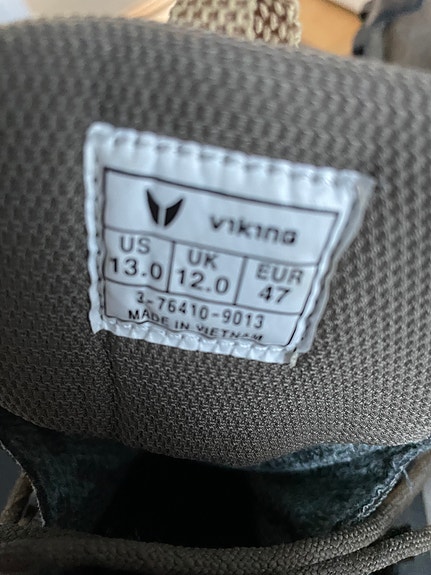 viking
US UK EUR
13.0 12.0 47
3-76410-9013
MADE IN VIETNAM